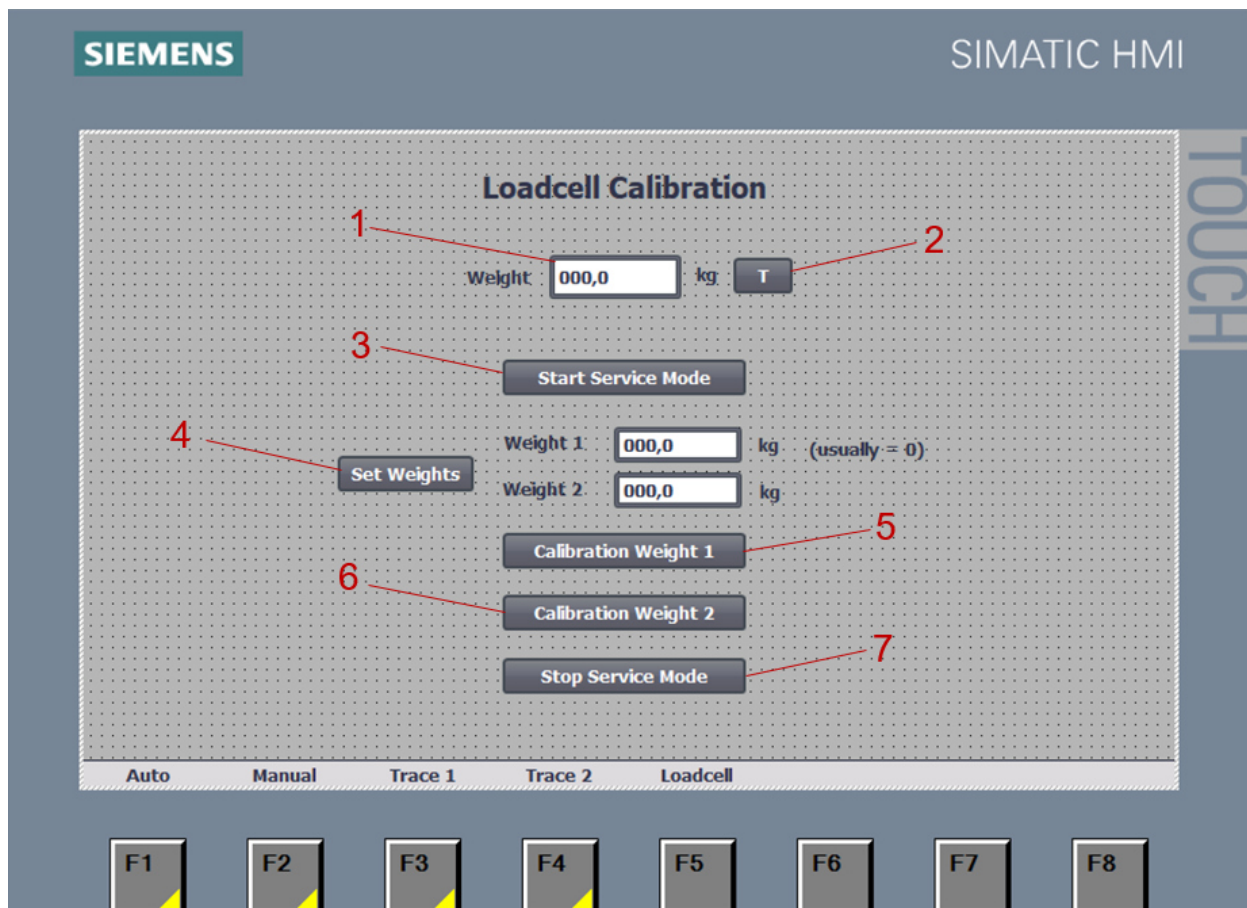 SIEMENS
SIMATIC HMI
TOUCH
Loadcell Calibration
1
2
Weight 000,0 kg T
3
Start Service Mode
4
Weight 1 000,0 kg (usually = 0)
Set Weights
Weight 2 000,0 kg
5
Calibration Weight 1
6
Calibration Weight 2
7
Stop Service Mode
Auto Manual Trace 1 Trace 2 Loadcell
F1 F2 F3 F4 F5 F6 F7 F8